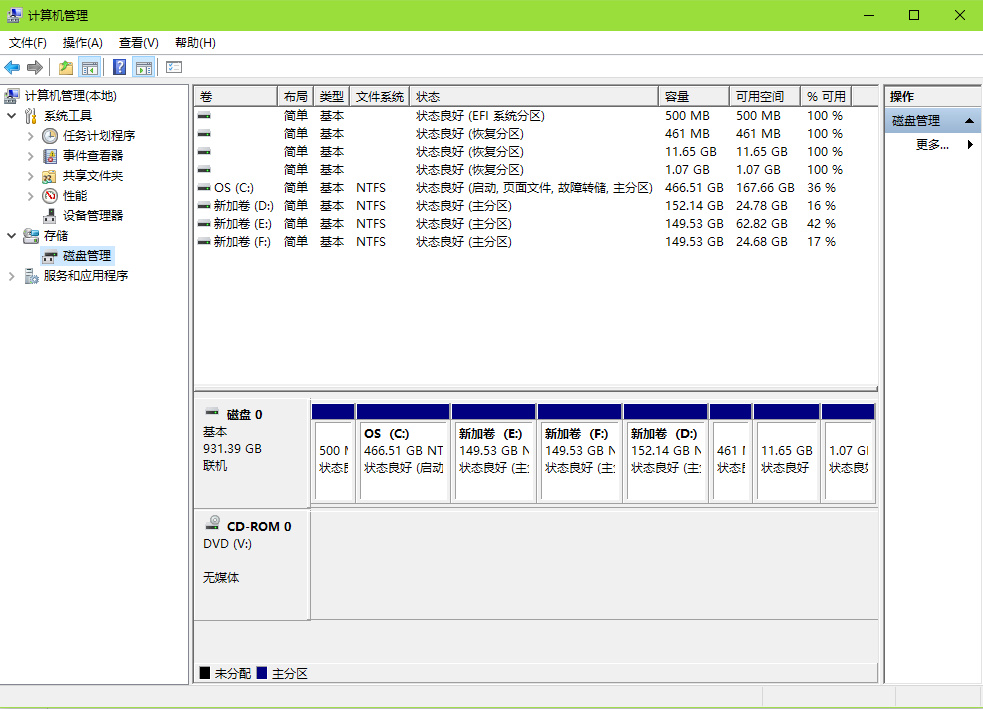 计算机管理
文件(F) 操作(A) 查看(V) 帮助(H)
计算机管理(本地)
系统工具
任务计划程序
事件查看器
共享文件夹
性能
设备管理器
存储
磁盘管理
服务和应用程序
卷 布局 类型 文件系统 状态 容量 可用空间 % 可用
简单 基本 状态良好 (EFI 系统分区) 500 MB 500 MB 100 %
简单 基本 状态良好 (恢复分区) 461 MB 461 MB 100 %
简单 基本 状态良好 (恢复分区) 11.65 GB 11.65 GB 100 %
简单 基本 状态良好 (恢复分区) 1.07 GB 1.07 GB 100 %
OS (C:) 简单 基本 NTFS 状态良好 (启动, 页面文件, 故障转储, 主分区) 466.51 GB 167.66 GB 36 %
新加卷 (D:) 简单 基本 NTFS 状态良好 (主分区) 152.14 GB 24.78 GB 16 %
新加卷 (E:) 简单 基本 NTFS 状态良好 (主分区) 149.53 GB 62.82 GB 42 %
新加卷 (F:) 简单 基本 NTFS 状态良好 (主分区) 149.53 GB 24.68 GB 17 %
磁盘 0
基本
931.39 GB
联机
500
状态
OS (C:)
466.51 GB NT
状态良好 (启动
新加卷 (E:)
149.53 GB N
状态良好 (主
新加卷 (F:)
149.53 GB N
状态良好 (主
新加卷 (D:)
152.14 GB N
状态良好 (主
461
状态
11.65 GB
状态良好
1.07 G
状态良
CD-ROM 0
DVD (V:)
无媒体
未分配 主分区
操作
磁盘管理
更多...